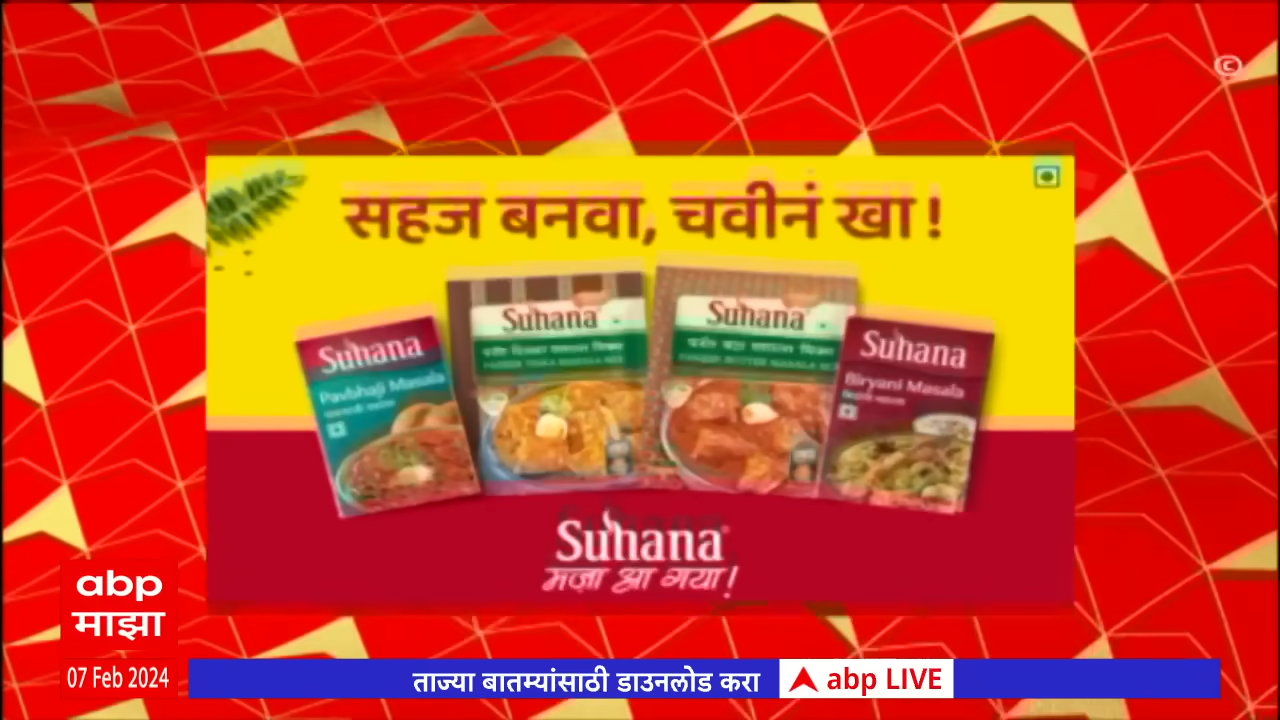 ©
सहज बनवा, चवीनं खा!
Suhana
Pavbhaji Masala
Suhana
Suhana
Suhana
Biryani Masala
Suhana
मज़ा आ गया!
abp
माझा
07 Feb 2024
ताज्या बातम्यांसाठी डाउनलोड करा
abp LIVE